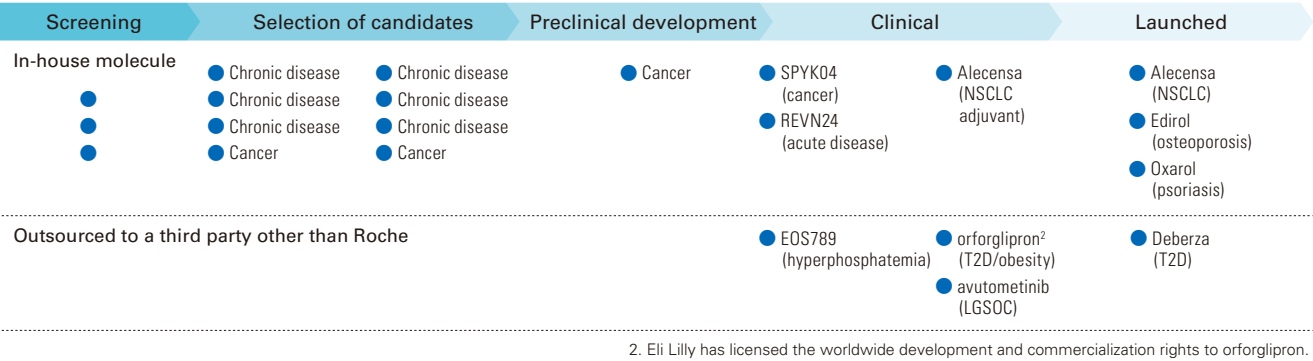 Screening
Selection of candidates
Preclinical development
Clinical
Launched
In-house molecule
Chronic disease
Chronic disease
Chronic disease
Cancer
Chronic disease
Chronic disease
Chronic disease
Cancer
Cancer
SPYK04
(cancer)
REVN24
(acute disease)
Alecensa
(NSCLC
adjuvant)
Alecensa
(NSCLC)
Edirol
(osteoporosis)
Oxarol
(psoriasis)
Outsourced to a third party other than Roche
EOS789
(hyperphosphatemia)
orforglipron2
(T2D/obesity)
avutometinib
(LGSOC)
Deberza
(T2D)
2. Eli Lilly has licensed the worldwide development and commercialization rights to orforglipron.